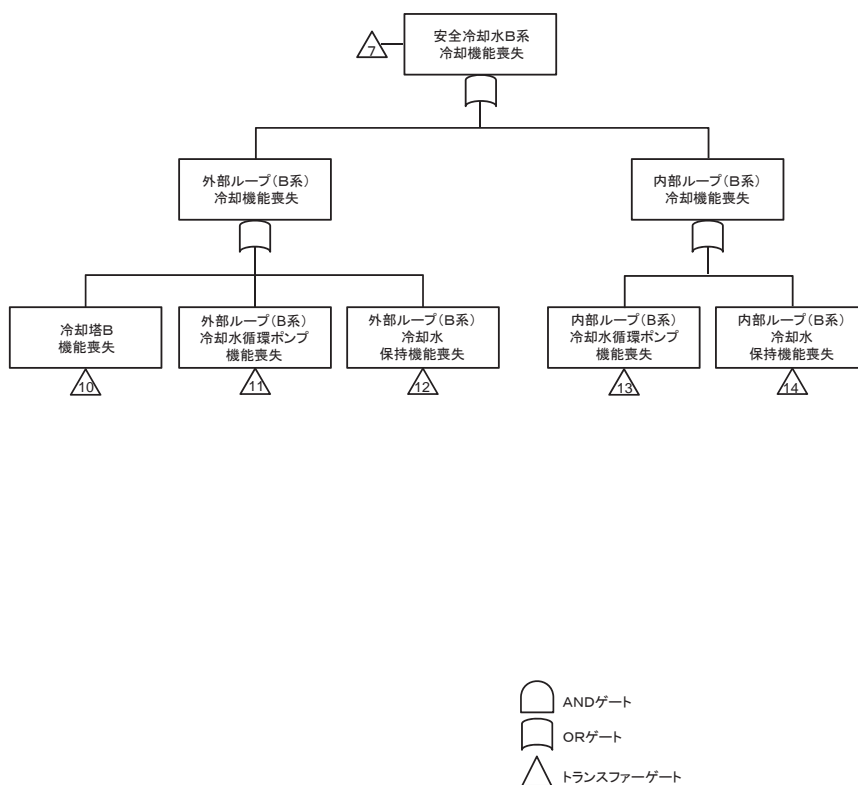 安全冷却水B系
冷却機能喪失
7
外部ループ(B系)
冷却機能喪失
内部ループ(B系)
冷却機能喪失
冷却塔B
機能喪失
外部ループ(B系)
冷却水循環ポンプ
機能喪失
外部ループ(B系)
冷却水
保持機能喪失
内部ループ(B系)
冷却水循環ポンプ
機能喪失
内部ループ(B系)
冷却水
保持機能喪失
10
11
12
13
14
ANDゲート
ORゲート
トランスファーゲート